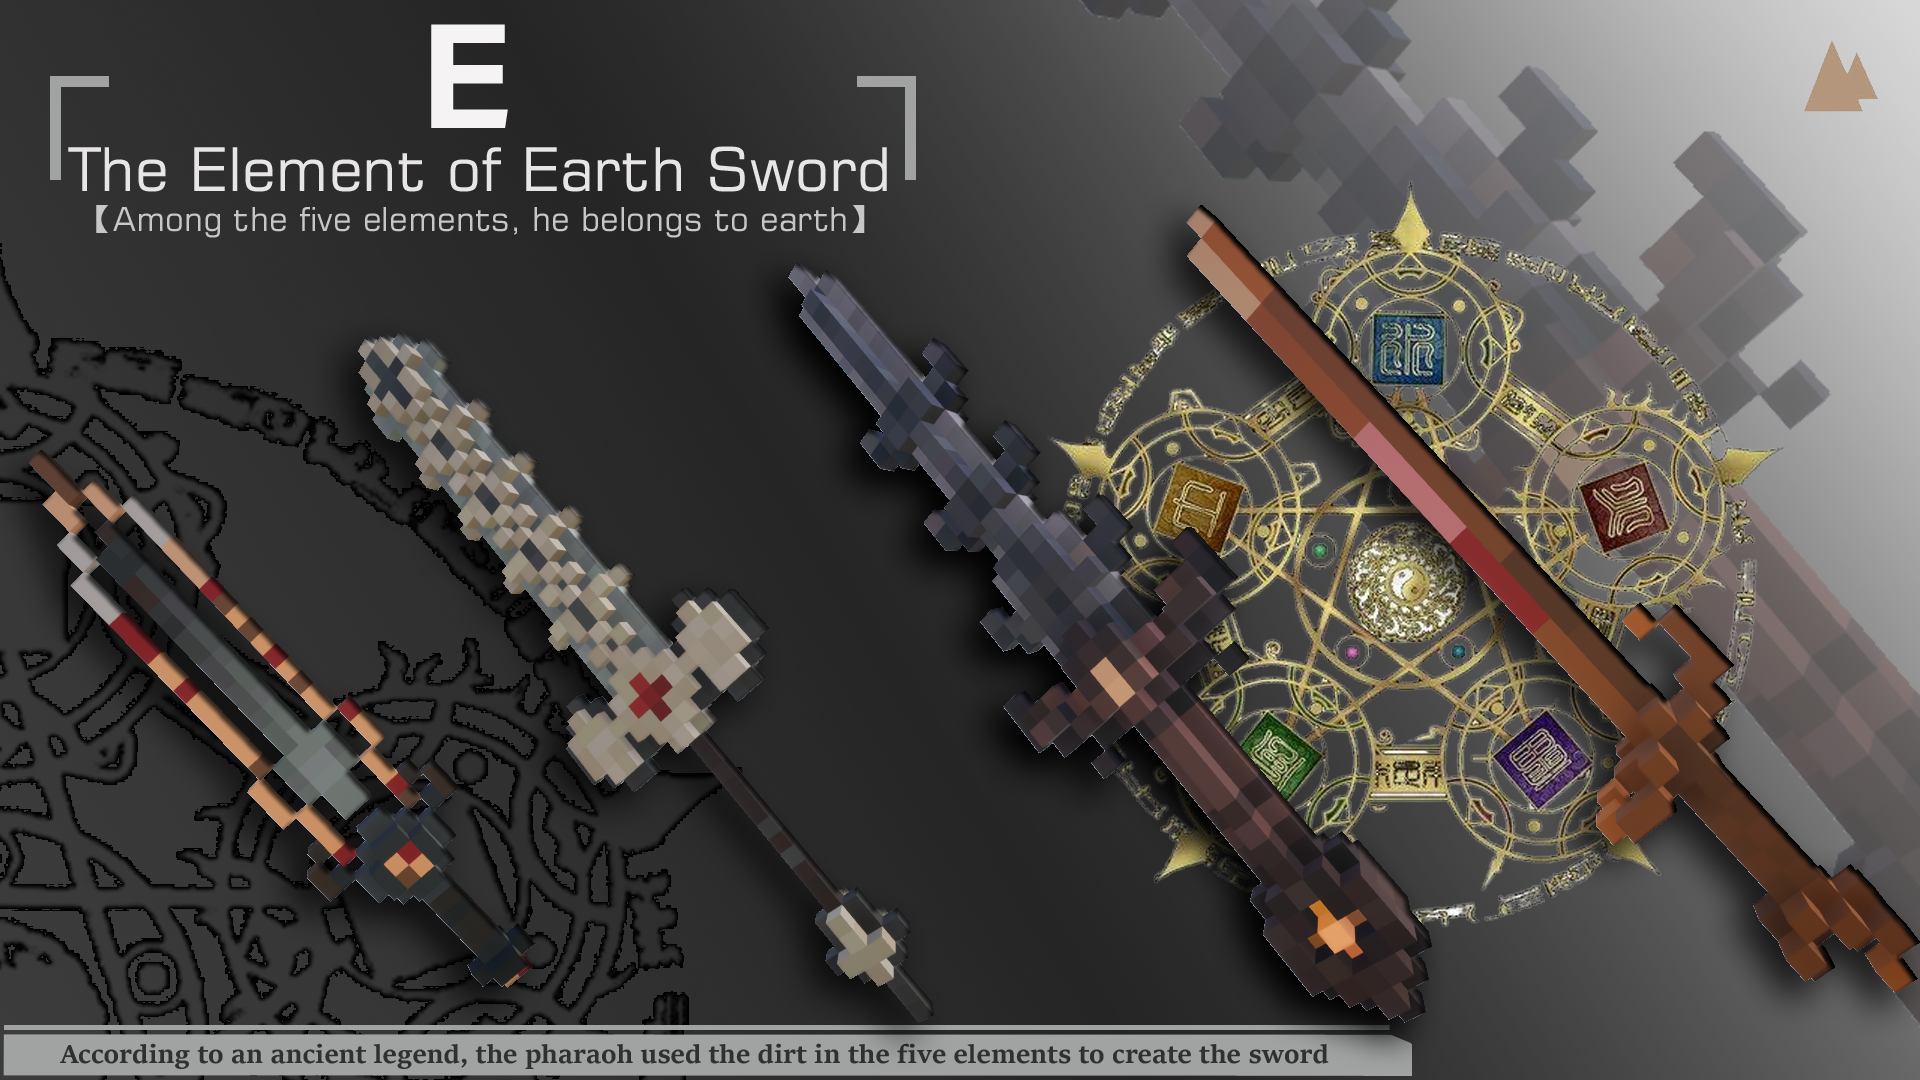 E
The Element of Earth Sword
【Among the five elements, he belongs to earth】
According to an ancient legend, the pharaoh used the dirt in the five elements to create the sword